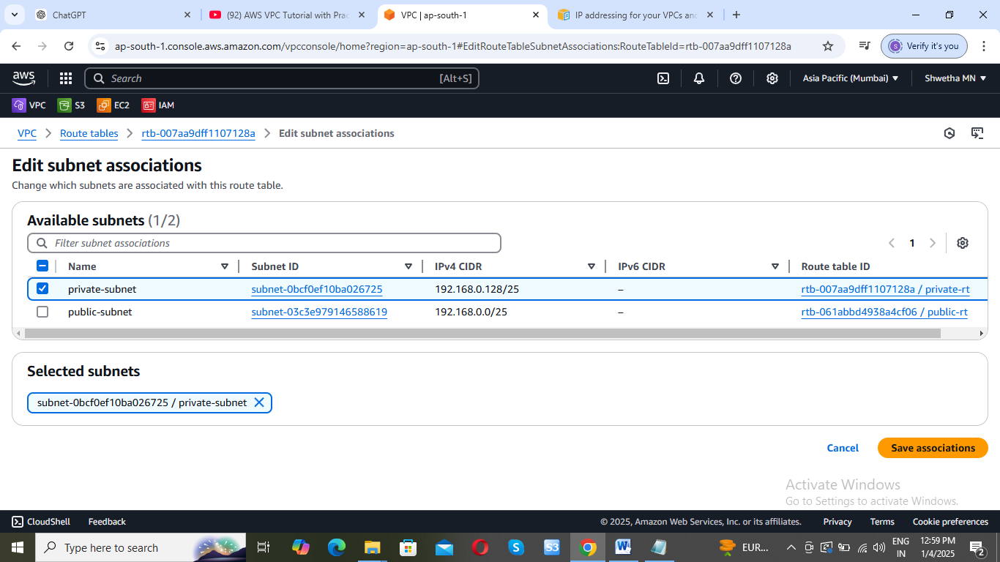 ChatGPT
(92) AWS VPC Tutorial with Prac
VPC | ap-south-1
IP addressing for your VPCs and
ap-south-1.console.aws.amazon.com/vpcconsole/home?region=ap-south-1#EditRouteTableSubnetAssociations:RouteTableId=rtb-007aa9dff1107128a
S
Verify it's you
aws
Search
[Alt+S]
Asia Pacific (Mumbai)
Shwetha MN
VPC
S3
EC2
IAM
VPC
Route tables
rtb-007aa9dff1107128a
Edit subnet associations
Edit subnet associations
Change which subnets are associated with this route table.
Available subnets (1/2)
Filter subnet associations
1
Name
Subnet ID
IPv4 CIDR
IPv6 CIDR
Route table ID
private-subnet
subnet-0bcf0ef10ba026725
192.168.0.128/25
–
rtb-007aa9dff1107128a / private-rt
public-subnet
subnet-03c3e979146588619
192.168.0.0/25
–
rtb-061abbd4938a4cf06 / public-rt
Selected subnets
subnet-0bcf0ef10ba026725 / private-subnet
Cancel
Save associations
Activate Windows
Go to Settings to activate Windows.
CloudShell
Feedback
© 2025, Amazon Web Services, Inc. or its affiliates.
Privacy
Terms
Cookie preferences
Type here to search
S3
EUR...
ENG
IN
12:59 PM
1/4/2025
2